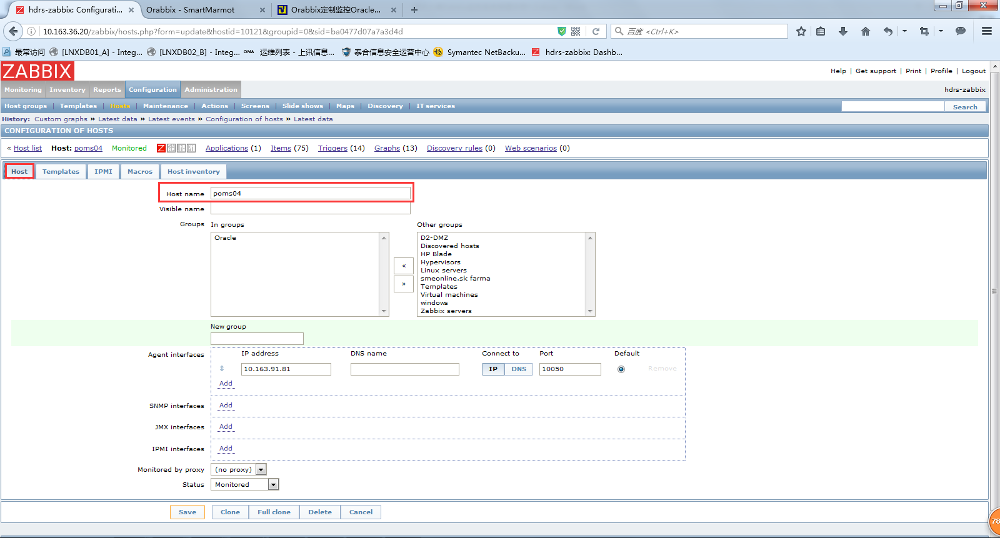 hdrs-zabbix: Configurati...
Orabbix - SmartMarmot
Orabbix定制监控Oracle...
10.163.36.20/zabbix/hosts.php?form=update&hostid=10121&groupid=0&sid=ba0477d07a7a3d4d
百度 <Ctrl+K>
最常访问 [LNXDB01_A] - Integ... [LNXDB02_B] - Integ... OMA 运维列表 - 上讯信息... 泰合信息安全运营中心 Symantec NetBacku... hdrs-zabbix: Dashb...
ZABBIX
Help | Get support | Print | Profile | Logout
Monitoring Inventory Reports Configuration Administration
hdrs-zabbix
Host groups | Templates | Hosts | Maintenance | Actions | Screens | Slide shows | Maps | Discovery | IT services
Search
History: Custom graphs » Latest data » Latest events » Configuration of hosts » Latest data
CONFIGURATION OF HOSTS
« Host list Host: poms04 Monitored Z Applications (1) Items (75) Triggers (14) Graphs (13) Discovery rules (0) Web scenarios (0)
Host Templates IPMI Macros Host inventory
Host name poms04
Visible name
Groups In groups Other groups
Oracle
D2-DMZ
Discovered hosts
HP Blade
Hypervisors
Linux servers
smeonline.sk farma
Templates
Virtual machines
windows
Zabbix servers
«
»
New group
Agent interfaces IP address DNS name Connect to Port Default
10.163.91.81 IP DNS 10050 Remove
Add
SNMP interfaces Add
JMX interfaces Add
IPMI interfaces Add
Monitored by proxy (no proxy)
Status Monitored
Save Clone Full clone Delete Cancel
78